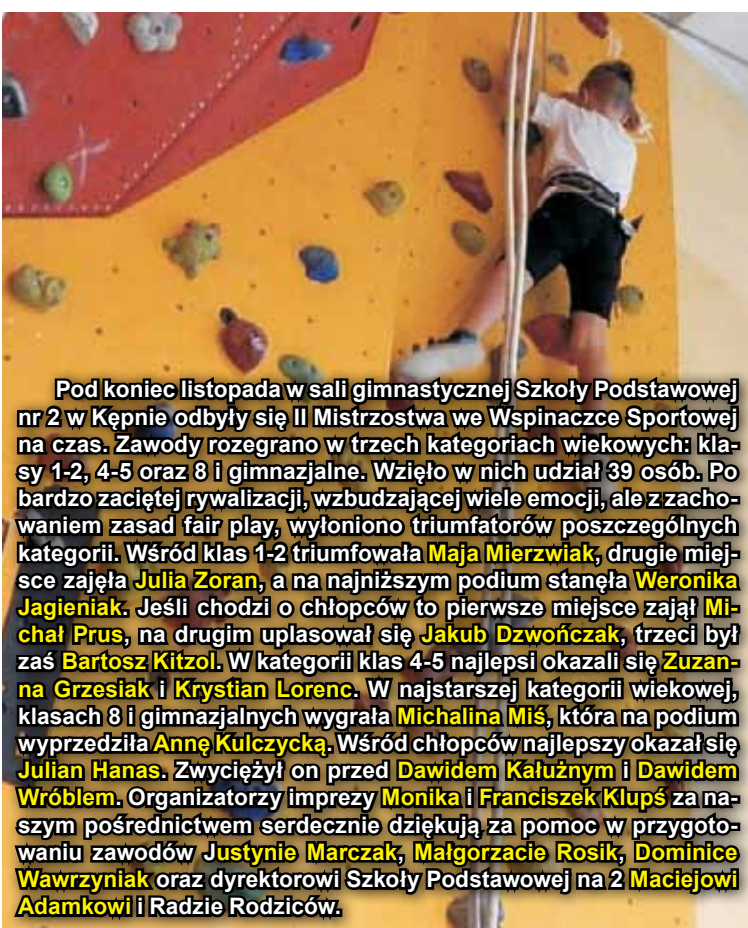 Pod koniec listopada w sali gimnastycznej Szkoły Podstawowej
nr 2 w Kępnie odbyły się II Mistrzostwa we Wspinaczce Sportowej
na czas. Zawody rozegrano w trzech kategoriach wiekowych: kla-
sy 1-2, 4-5 oraz 8 i gimnazjalne. Wzięło w nich udział 39 osób. Po
bardzo zaciętej rywalizacji, wzbudzającej wiele emocji, ale z zacho-
waniem zasad fair play, wyłoniono triumfatorów poszczególnych
kategorii. Wśród klas 1-2 triumfowała Maja Mierzwiak, drugie miej-
sce zajęła Julia Zoran, a na najniższym podium stanęła Weronika
Jagieniak. Jeśli chodzi o chłopców to pierwsze miejsce zajął Mi-
chał Prus, na drugim uplasował się Jakub Dzwończak, trzeci był
zaś Bartosz Kitzol. W kategorii klas 4-5 najlepsi okazali się Zuzan-
na Grzesiak i Krystian Lorenc. W najstarszej kategorii wiekowej,
klasach 8 i gimnazjalnych wygrała Michalina Miś, która na podium
wyprzedziła Annę Kulczycką. Wśród chłopców najlepszy okazał się
Julian Hanas. Zwyciężył on przed Dawidem Kałużnym i Dawidem
Wróblem. Organizatorzy imprezy Monika i Franciszek Klupś za na-
szym pośrednictwem serdecznie dziękują za pomoc w przygoto-
waniu zawodów Justynie Marczak, Małgorzacie Rosik, Dominice
Wawrzyniak oraz dyrektorowi Szkoły Podstawowej na 2 Maciejowi
Adamkowi i Radzie Rodziców.